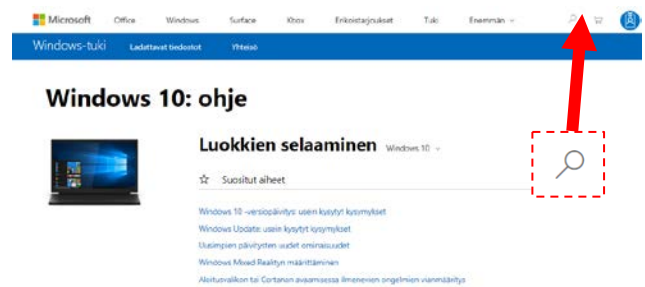 Microsoft Office Windows Surface Xbox Erikoistarjoukset Tuki Enemmän
Windows-tuki Ladattavat tiedostot Yhteisö
Windows 10: ohje
Luokkien selaaminen Windows 10
Suositut aiheet
Windows 10 -versiopäivitys: usein kysytyt kysymykset
Windows Update: usein kysytyt kysymykset
Uusimpien päivitysten uudet ominaisuudet
Windows Mixed Realityn määrittäminen
Aloitusvalikon tai Cortanan avaamisessa ilmenevien ongelmien vianmääritys